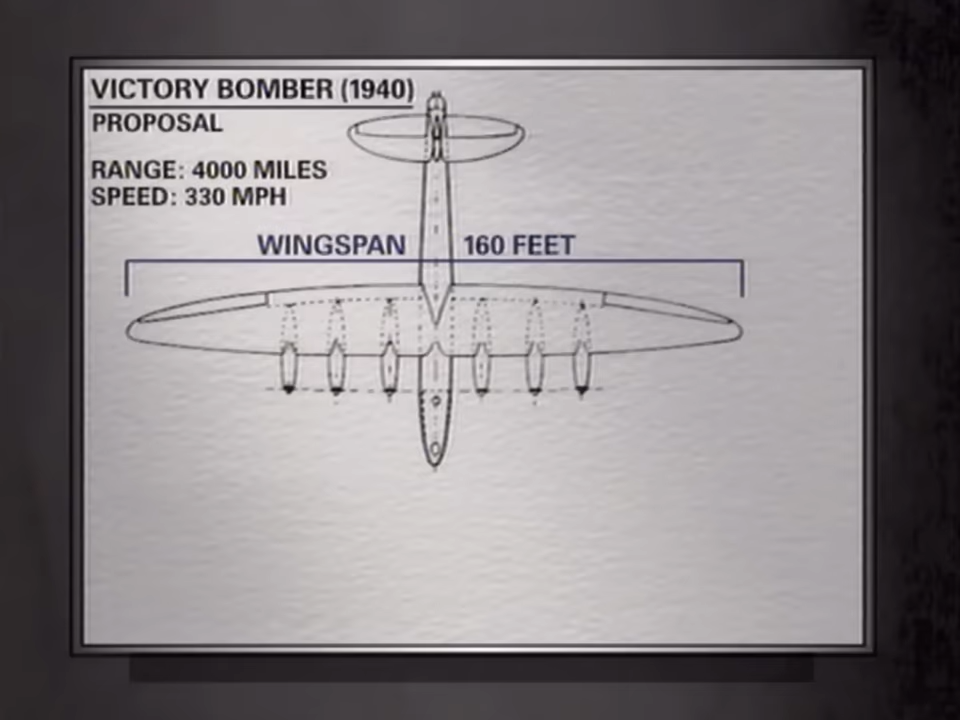 VICTORY BOMBER (1940)
PROPOSAL
RANGE: 4000 MILES
SPEED: 330 MPH
WINGSPAN 160 FEET